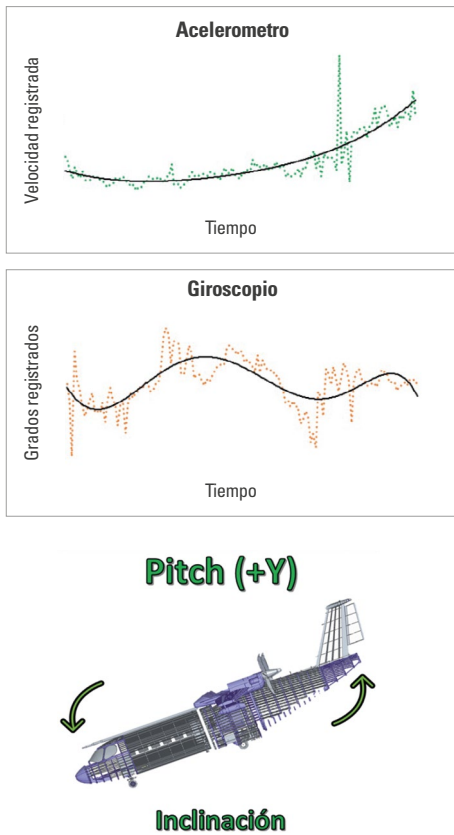 Acelerometro
Velocidad registrada
Tiempo
Giroscopio
Grados registrados
Tiempo
Pitch (+Y)
Inclinación